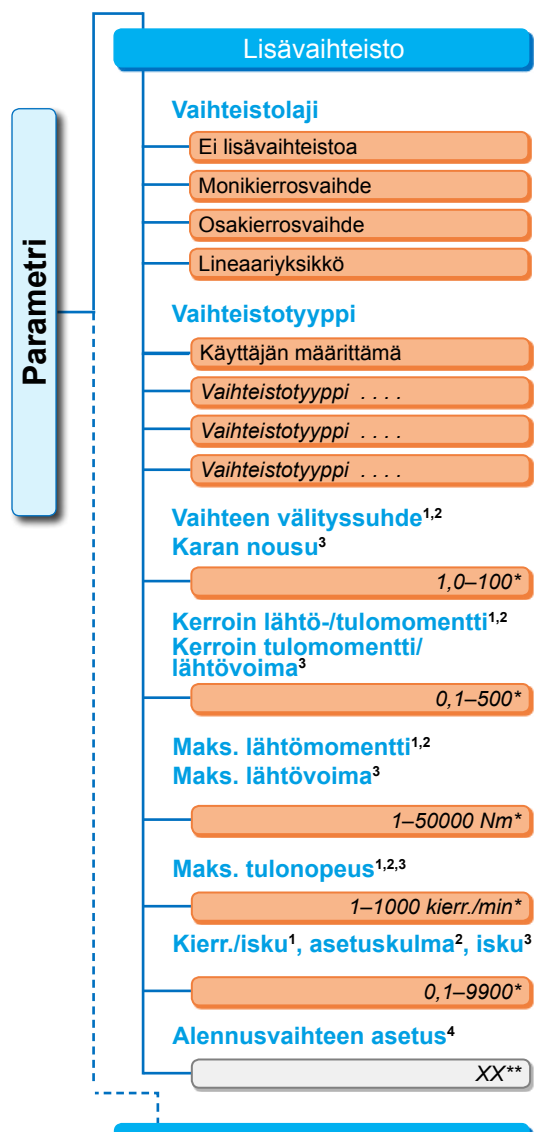 Lisävaihteisto
Parametri
Vaihteistolaji
Ei lisävaihteistoa
Monikierrosvaihde
Osakierrosvaihde
Lineaariyksikkö
Vaihteistotyyppi
Käyttäjän määrittämä
Vaihteistotyyppi . . . .
Vaihteistotyyppi . . . .
Vaihteistotyyppi . . . .
Vaihteen välityssuhde1,2
Karan nousu3
1,0–100*
Kerroin lähtö-/tulomomentti1,2
Kerroin tulomomentti/
lähtövoima3
0,1–500*
Maks. lähtömomentti1,2
Maks. lähtövoima3
1–50000 Nm*
Maks. tulonopeus1,2,3
1–1000 kierr./min*
Kierr./isku1, asetuskulma2, isku3
0,1–9900*
Alennusvaihteen asetus4
XX**